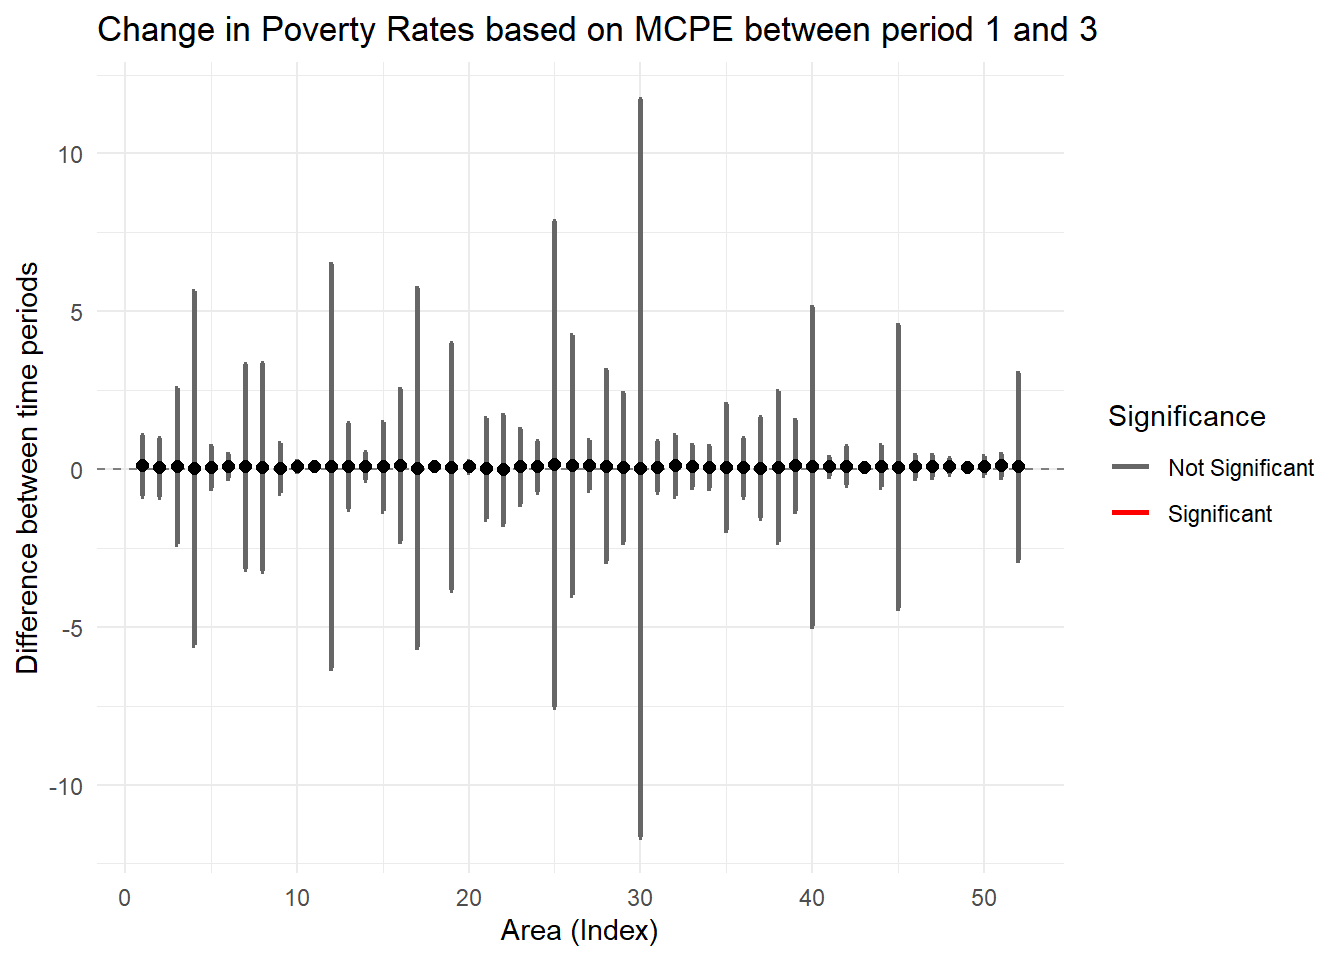 Change in Poverty Rates based on MCPE between period 1 and 3
Difference between time periods
10
5
0
-5
-10
0
10
20
30
40
50
Area (Index)
Significance
Not Significant
Significant